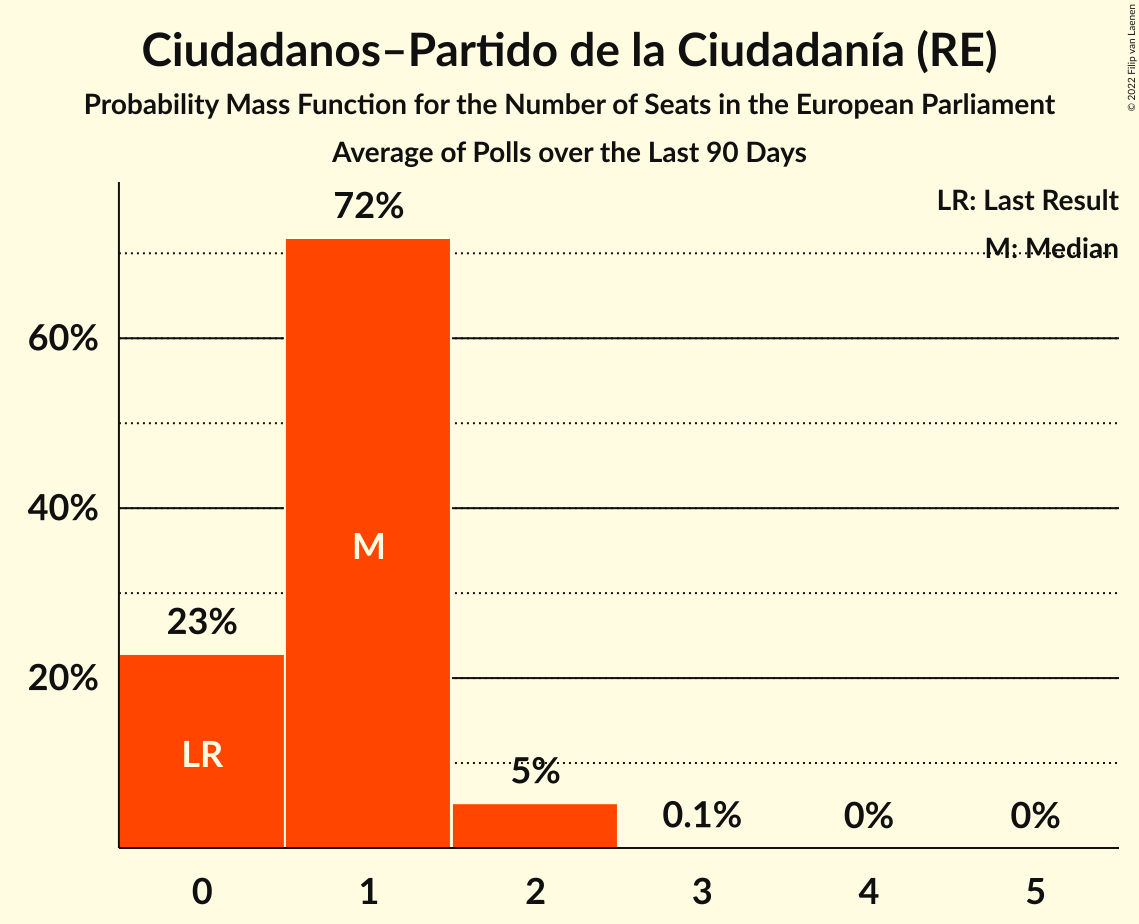 Ciudadanos–Partido de la Ciudadanía (RE)
Probability Mass Function for the Number of Seats in the European Parliament
Average of Polls over the Last 90 Days
© 2022 Filip van Laenen
LR: Last Result
M: Median
72%
60%
40%
M
23%
20%
LR
5%
0.1%
0%
0%
0
1
2
3
4
5